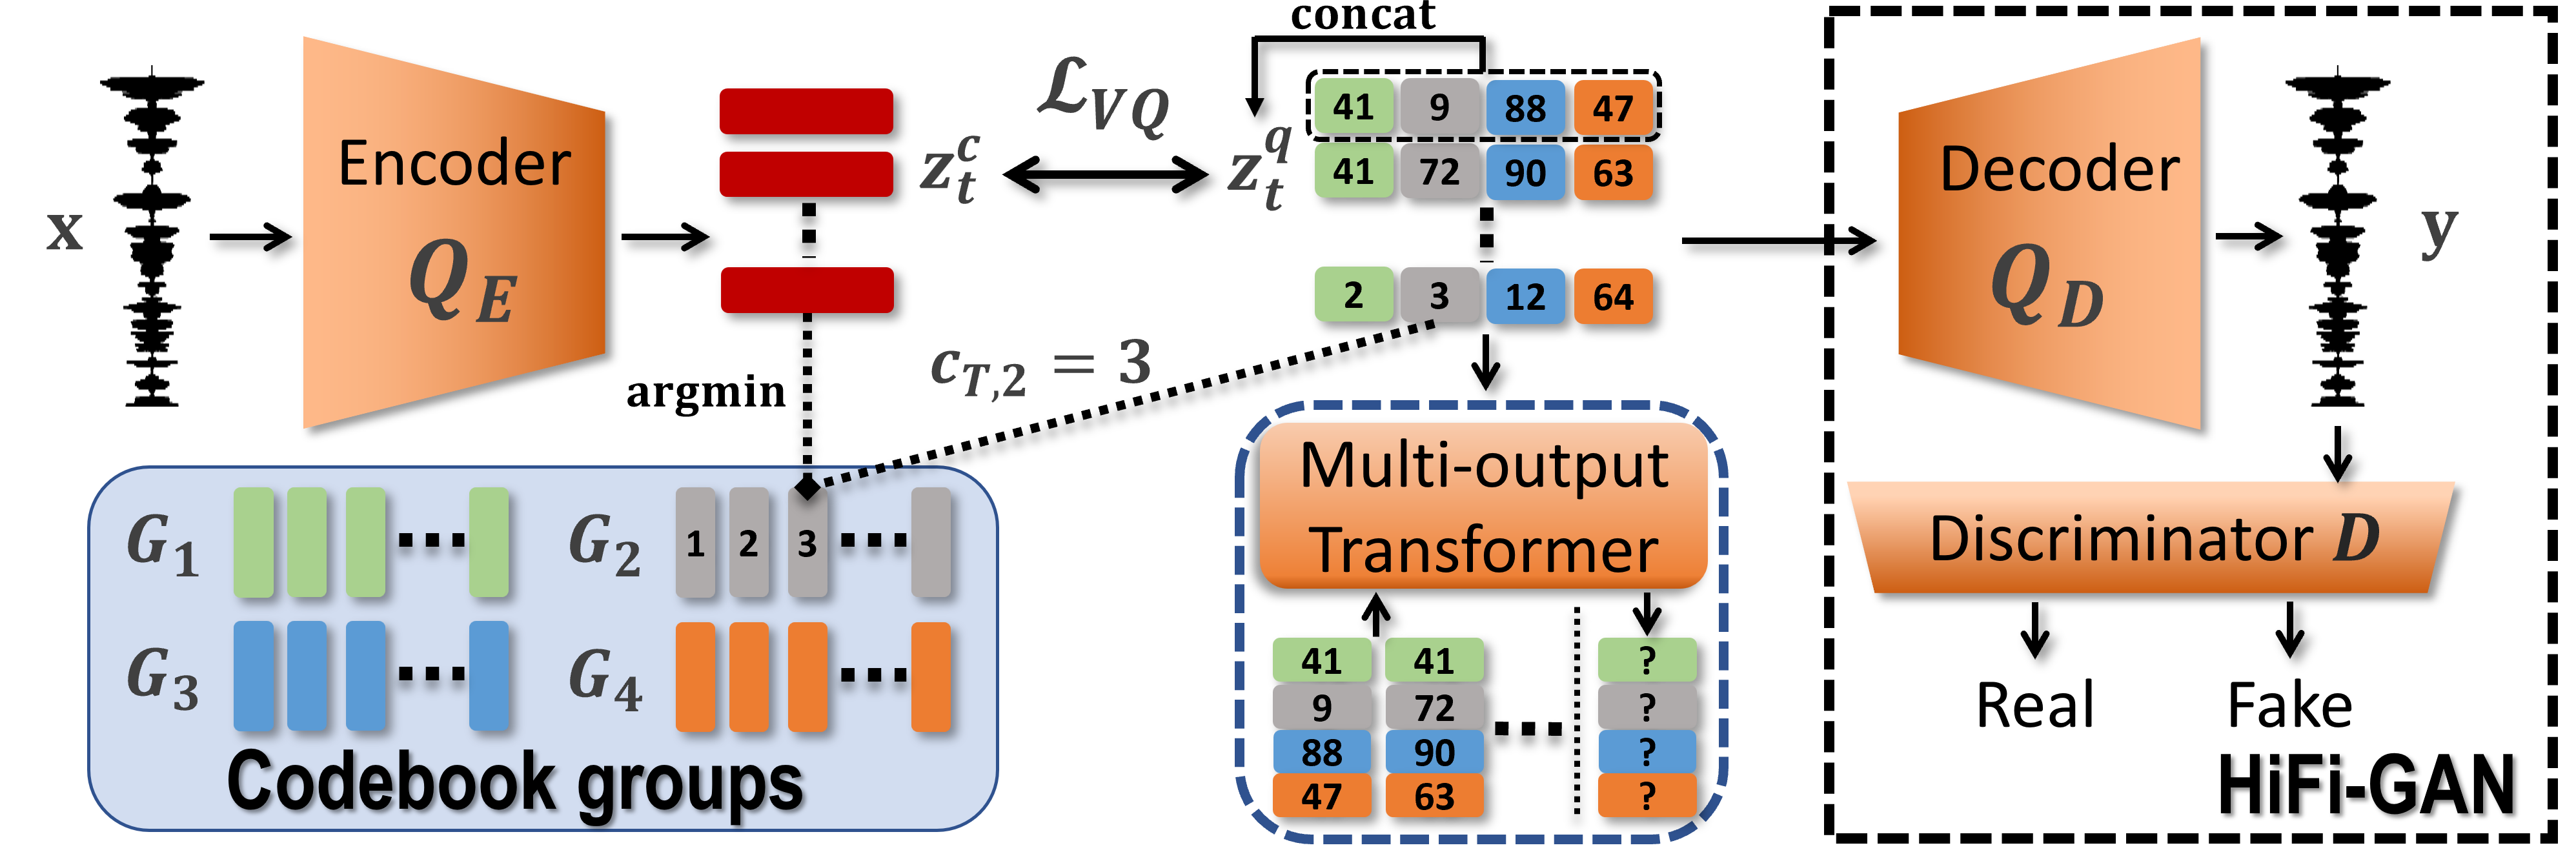 concat
x
Encoder
Q_E
z_t^c
ℒ_VQ
z_t^q
41 9 88 47
41 72 90 63
2 3 12 64
Decoder
Q_D
y
argmin
c_{T,2} = 3
G_1
G_2
1 2 3
G_3
G_4
Codebook groups
Multi-output
Transformer
41 41 ?
9 72 ?
88 90 ?
47 63 ?
Discriminator D
Real
Fake
HiFi-GAN